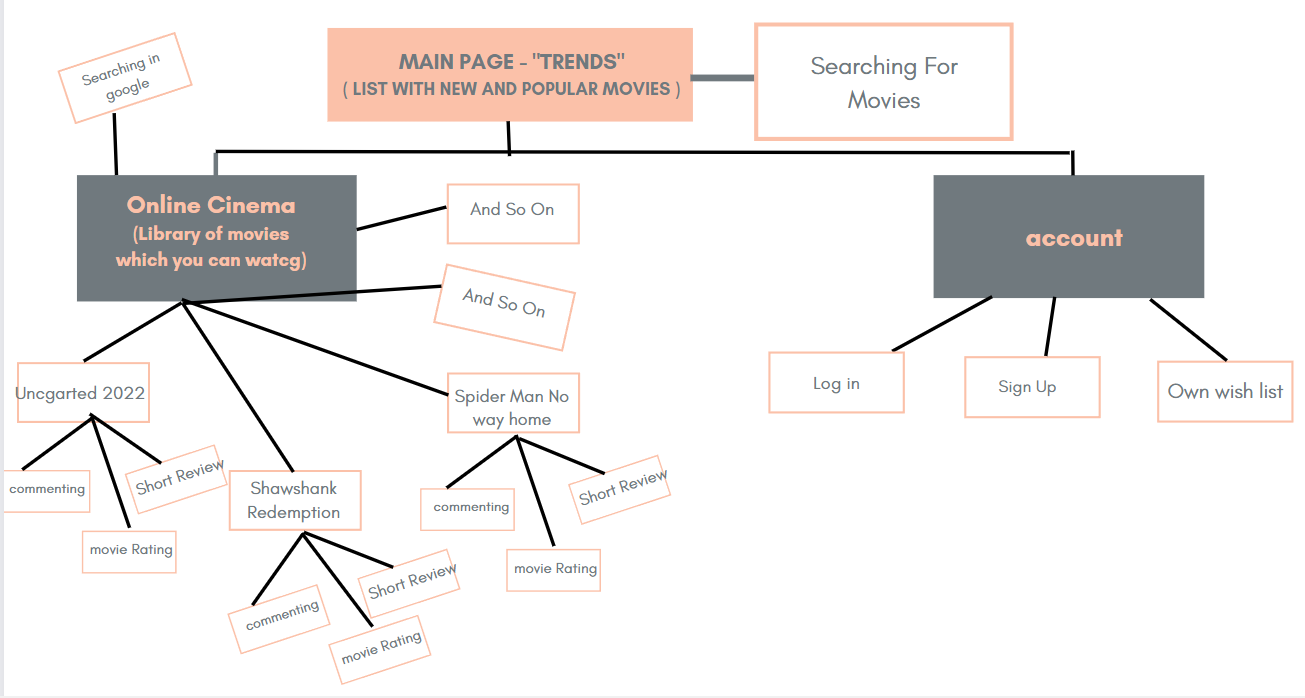 Searching in
google
MAIN PAGE - "TRENDS"
( LIST WITH NEW AND POPULAR MOVIES )
Searching For
Movies
Online Cinema
(Library of movies
which you can watcg)
And So On
And So On
account
Log in
Sign Up
Own wish list
Uncgarted 2022
commenting
Short Review
movie Rating
Shawshank
Redemption
commenting
Short Review
movie Rating
Spider Man No
way home
commenting
Short Review
movie Rating